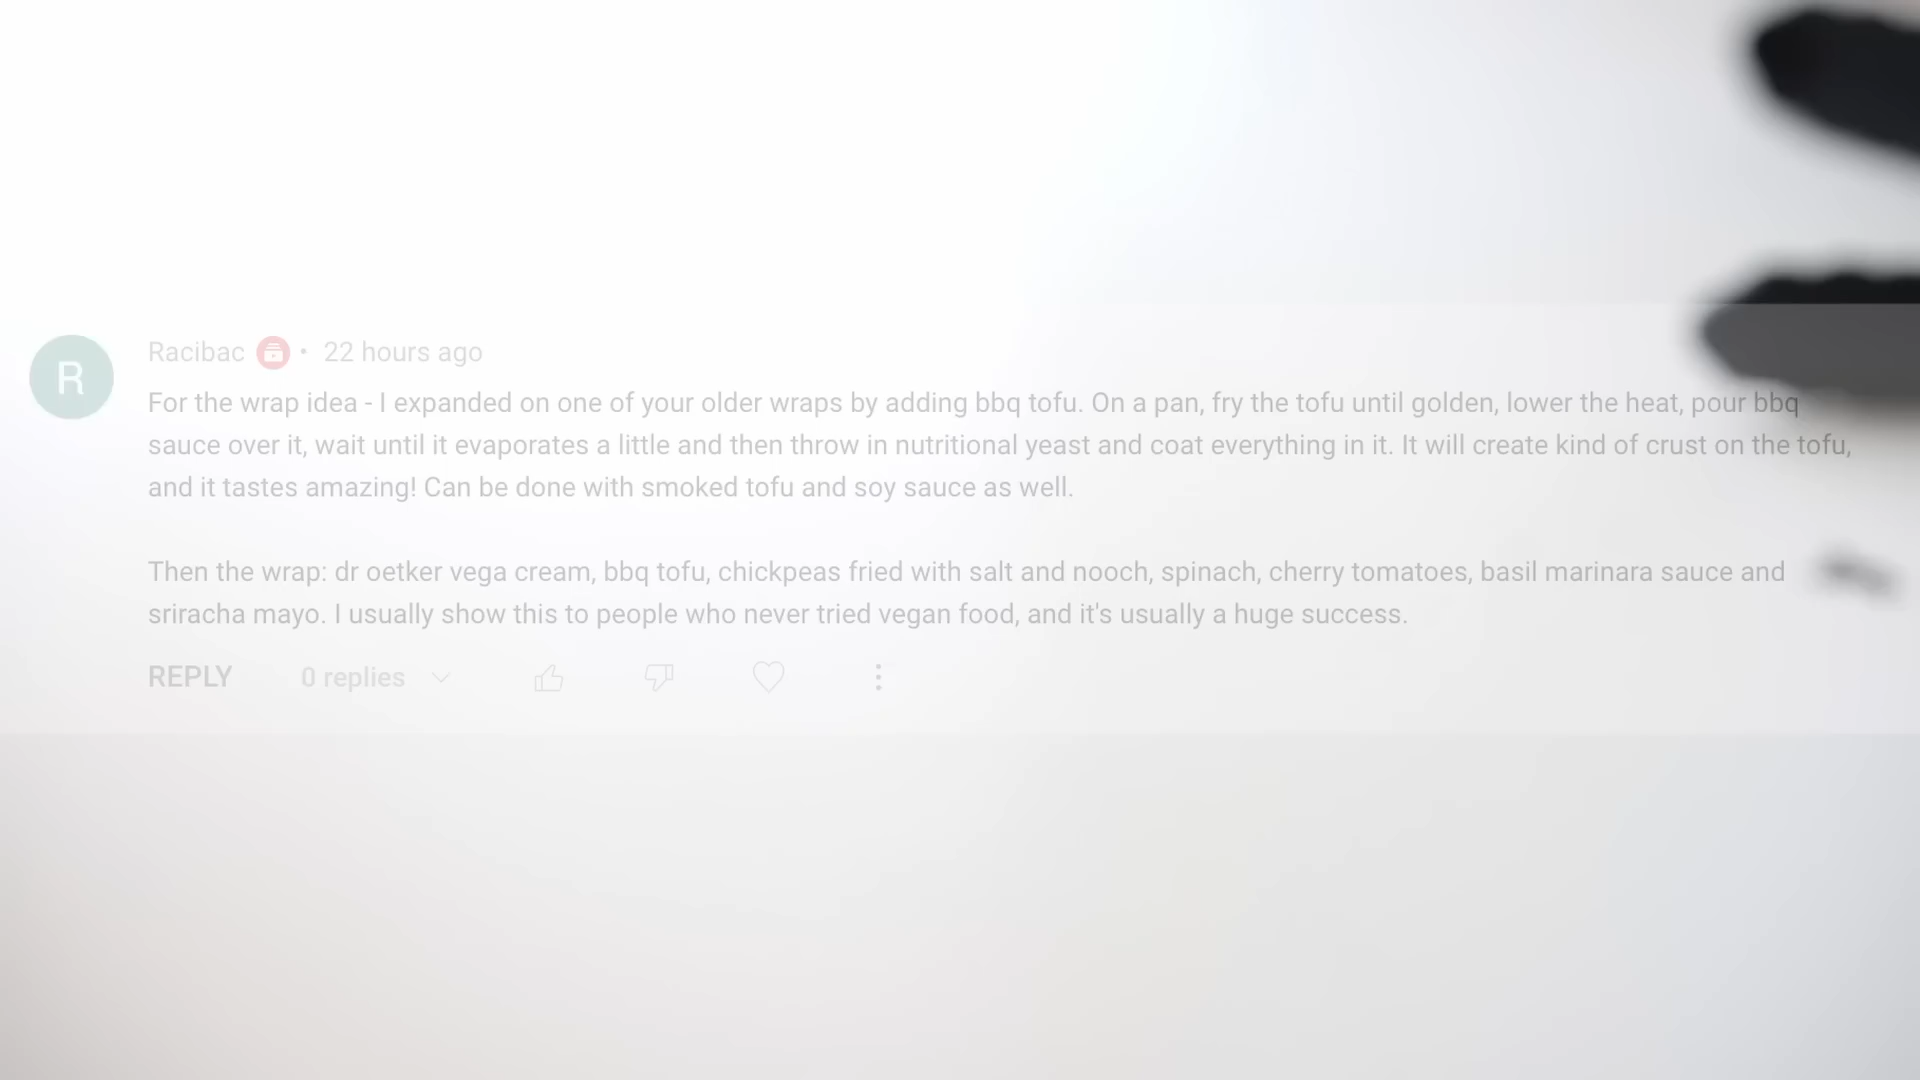 R
Racibac • 22 hours ago
For the wrap idea - I expanded on one of your older wraps by adding bbq tofu. On a pan, fry the tofu until golden, lower the heat, pour bbq
sauce over it, wait until it evaporates a little and then throw in nutritional yeast and coat everything in it. It will create kind of crust on the tofu,
and it tastes amazing! Can be done with smoked tofu and soy sauce as well.
Then the wrap: dr oetker vega cream, bbq tofu, chickpeas fried with salt and nooch, spinach, cherry tomatoes, basil marinara sauce and
sriracha mayo. I usually show this to people who never tried vegan food, and it's usually a huge success.
REPLY 0 replies